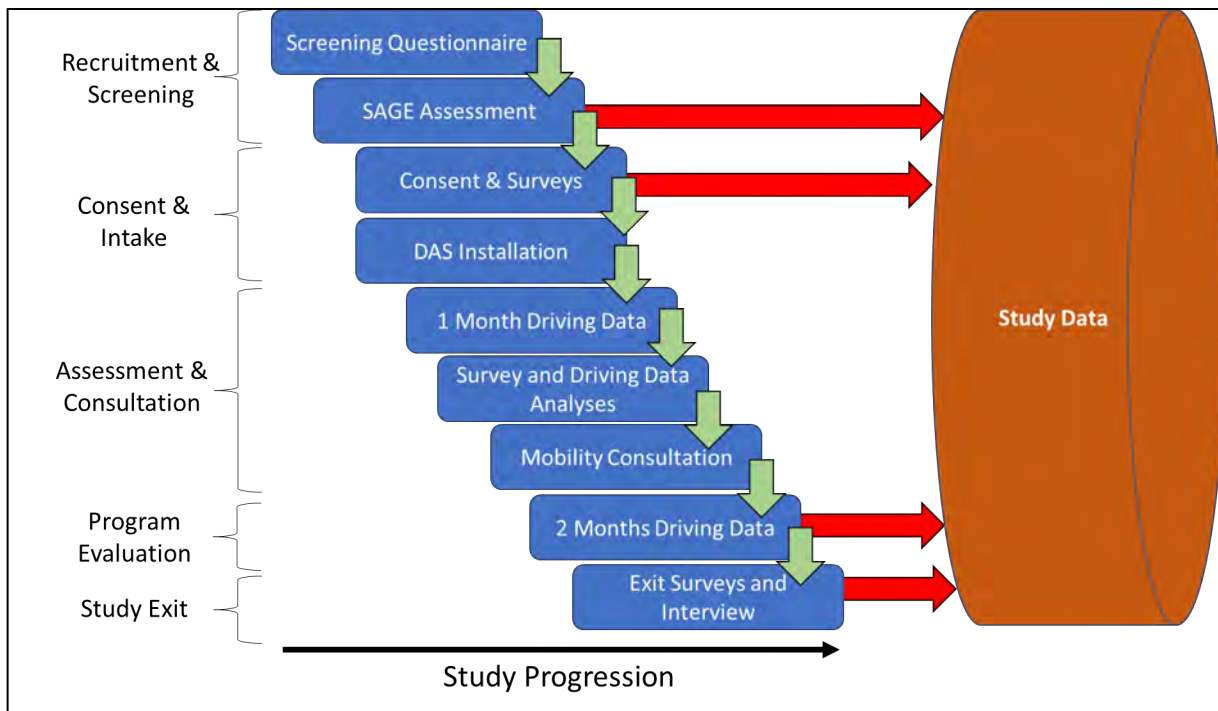 Recruitment &
Screening
Screening Questionnaire
SAGE Assessment
Consent &
Intake
Consent & Surveys
DAS Installation
Assessment &
Consultation
1 Month Driving Data
Survey and Driving Data
Analyses
Mobility Consultation
Program
Evaluation
2 Months Driving Data
Study Exit
Exit Surveys and
Interview
Study Data
Study Progression